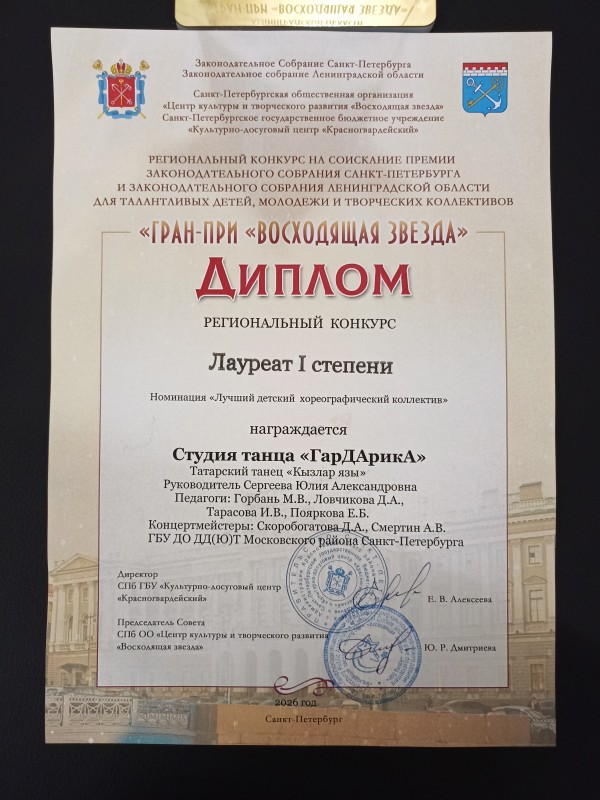 ГРАН-ПРИ «ВОСХОДЯЩАЯ ЗВЕЗДА»
Законодательное Собрание Санкт-Петербурга
Законодательное собрание Ленинградской области
Санкт-Петербургская общественная организация
«Центр культуры и творческого развития «Восходящая звезда»
Санкт-Петербургское государственное бюджетное учреждение
«Культурно-досуговый центр «Красногвардейский»
РЕГИОНАЛЬНЫЙ КОНКУРС НА СОИСКАНИЕ ПРЕМИИ
ЗАКОНОДАТЕЛЬНОГО СОБРАНИЯ САНКТ-ПЕТЕРБУРГА
И ЗАКОНОДАТЕЛЬНОГО СОБРАНИЯ ЛЕНИНГРАДСКОЙ ОБЛАСТИ
ДЛЯ ТАЛАНТЛИВЫХ ДЕТЕЙ, МОЛОДЕЖИ И ТВОРЧЕСКИХ КОЛЛЕКТИВОВ
«ГРАН-ПРИ «ВОСХОДЯЩАЯ ЗВЕЗДА»
ДИПЛОМ
РЕГИОНАЛЬНЫЙ КОНКУРС
Лауреат I степени
Номинация «Лучший детский хореографический коллектив»
награждается
Студия танца «ГарДАрикА»
Татарский танец «Кызлар язы»
Руководитель Сергеева Юлия Александровна
Педагоги: Горбань М.В., Ловчикова Д.А.,
Тарасова И.В., Пояркова Е.Б.
Концертмейстеры: Скоробогатова Д.А., Смертин А.В.
ГБУ ДО ДД(Ю)Т Московского района Санкт-Петербурга
Директор
СПб ГБУ «Культурно-досуговый центр
«Красногвардейский»
Е. В. Алексеева
Председатель Совета
СПб ОО «Центр культуры и творческого развития
«Восходящая звезда»
Ю. Р. Дмитриева
2026 год
Санкт-Петербург